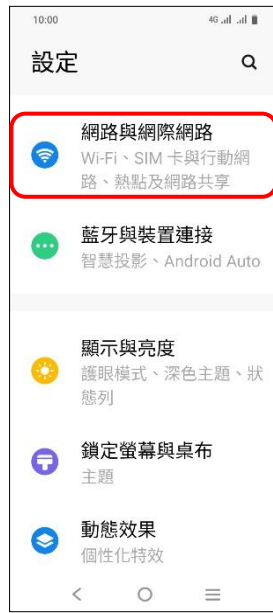 10:00
4G
設定
網路與網際網路
Wi-Fi、SIM 卡與行動網
路、熱點及網路共享
藍牙與裝置連接
智慧投影、Android Auto
顯示與亮度
護眼模式、深色主題、狀
態列
鎖定螢幕與桌布
主題
動態效果
個性化特效